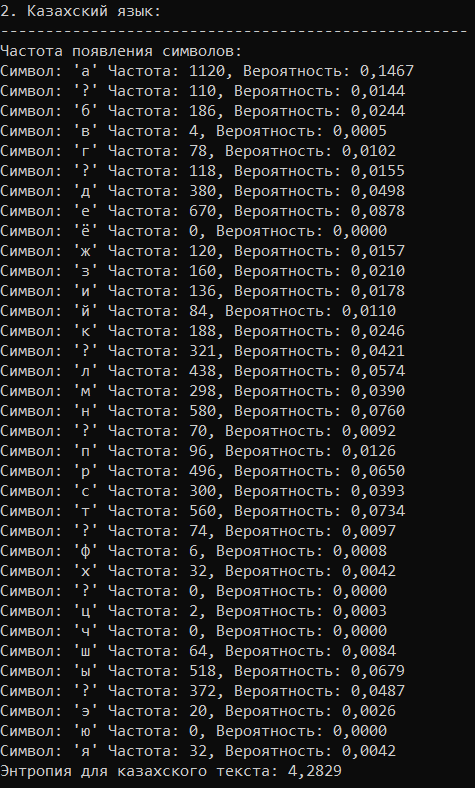 2. Казахский язык:
----------------------------------------------------
Частота появления символов:
Символ: 'а' Частота: 1120, Вероятность: 0,1467
Символ: '?' Частота: 110, Вероятность: 0,0144
Символ: 'б' Частота: 186, Вероятность: 0,0244
Символ: 'в' Частота: 4, Вероятность: 0,0005
Символ: 'г' Частота: 78, Вероятность: 0,0102
Символ: '?' Частота: 118, Вероятность: 0,0155
Символ: 'д' Частота: 380, Вероятность: 0,0498
Символ: 'е' Частота: 670, Вероятность: 0,0878
Символ: 'ё' Частота: 0, Вероятность: 0,0000
Символ: 'ж' Частота: 120, Вероятность: 0,0157
Символ: 'з' Частота: 160, Вероятность: 0,0210
Символ: 'и' Частота: 136, Вероятность: 0,0178
Символ: 'й' Частота: 84, Вероятность: 0,0110
Символ: 'к' Частота: 188, Вероятность: 0,0246
Символ: '?' Частота: 321, Вероятность: 0,0421
Символ: 'л' Частота: 438, Вероятность: 0,0574
Символ: 'м' Частота: 298, Вероятность: 0,0390
Символ: 'н' Частота: 580, Вероятность: 0,0760
Символ: '?' Частота: 70, Вероятность: 0,0092
Символ: 'п' Частота: 96, Вероятность: 0,0126
Символ: 'р' Частота: 496, Вероятность: 0,0650
Символ: 'с' Частота: 300, Вероятность: 0,0393
Символ: 'т' Частота: 560, Вероятность: 0,0734
Символ: '?' Частота: 74, Вероятность: 0,0097
Символ: 'ф' Частота: 6, Вероятность: 0,0008
Символ: 'х' Частота: 32, Вероятность: 0,0042
Символ: '?' Частота: 0, Вероятность: 0,0000
Символ: 'ц' Частота: 2, Вероятность: 0,0003
Символ: 'ч' Частота: 0, Вероятность: 0,0000
Символ: 'ш' Частота: 64, Вероятность: 0,0084
Символ: 'ы' Частота: 518, Вероятность: 0,0679
Символ: '?' Частота: 372, Вероятность: 0,0487
Символ: 'э' Частота: 20, Вероятность: 0,0026
Символ: 'ю' Частота: 0, Вероятность: 0,0000
Символ: 'я' Частота: 32, Вероятность: 0,0042
Энтропия для казахского текста: 4,2829